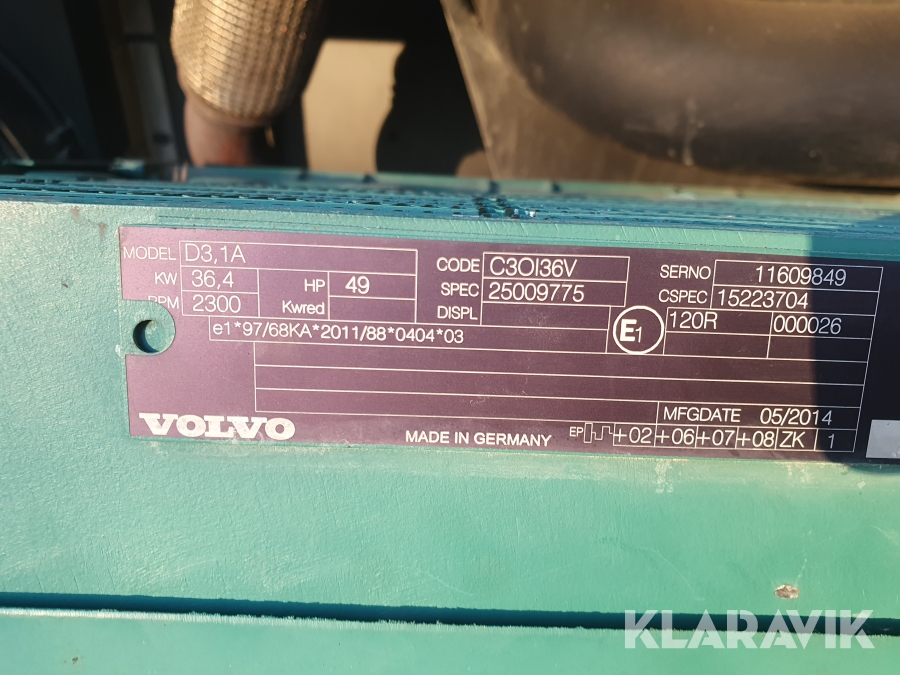 MODEL D3,1A
KW 36,4 HP 49
RPM 2300 Kwred
CODE C3OI36V
SPEC 25009775
DISPL
SERNO 11609849
CSPEC 15223704
E1 120R 000026
e1*97/68KA*2011/88*0404*03
MFGDATE 05/2014
VOLVO
MADE IN GERMANY
EP +02 +06 +07 +08 ZK 1
KLARAVIK